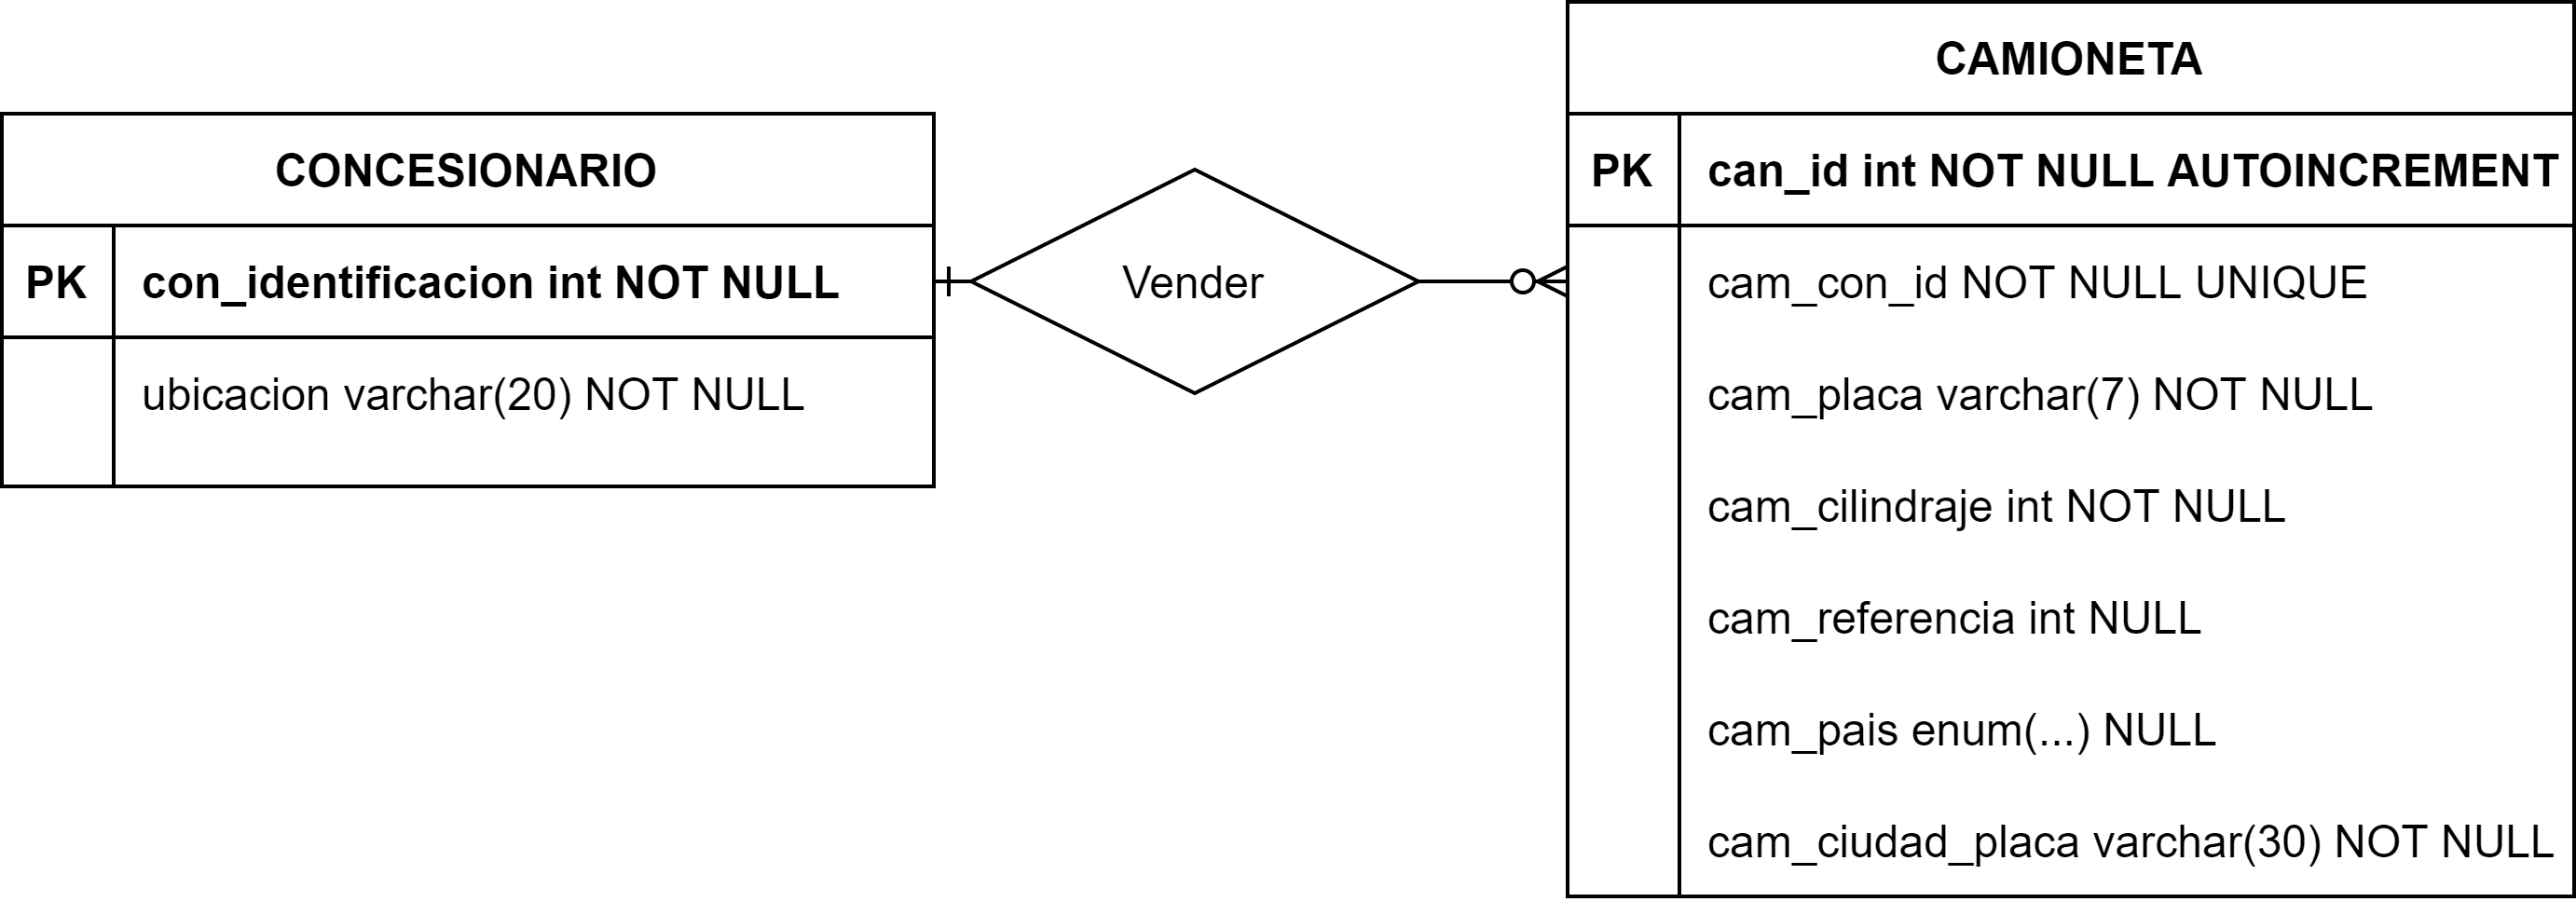 CONCESIONARIO
PK con_identificacion int NOT NULL
ubicacion varchar(20) NOT NULL
Vender
CAMIONETA
PK can_id int NOT NULL AUTOINCREMENT
cam_con_id NOT NULL UNIQUE
cam_placa varchar(7) NOT NULL
cam_cilindraje int NOT NULL
cam_referencia int NULL
cam_pais enum(...) NULL
cam_ciudad_placa varchar(30) NOT NULL